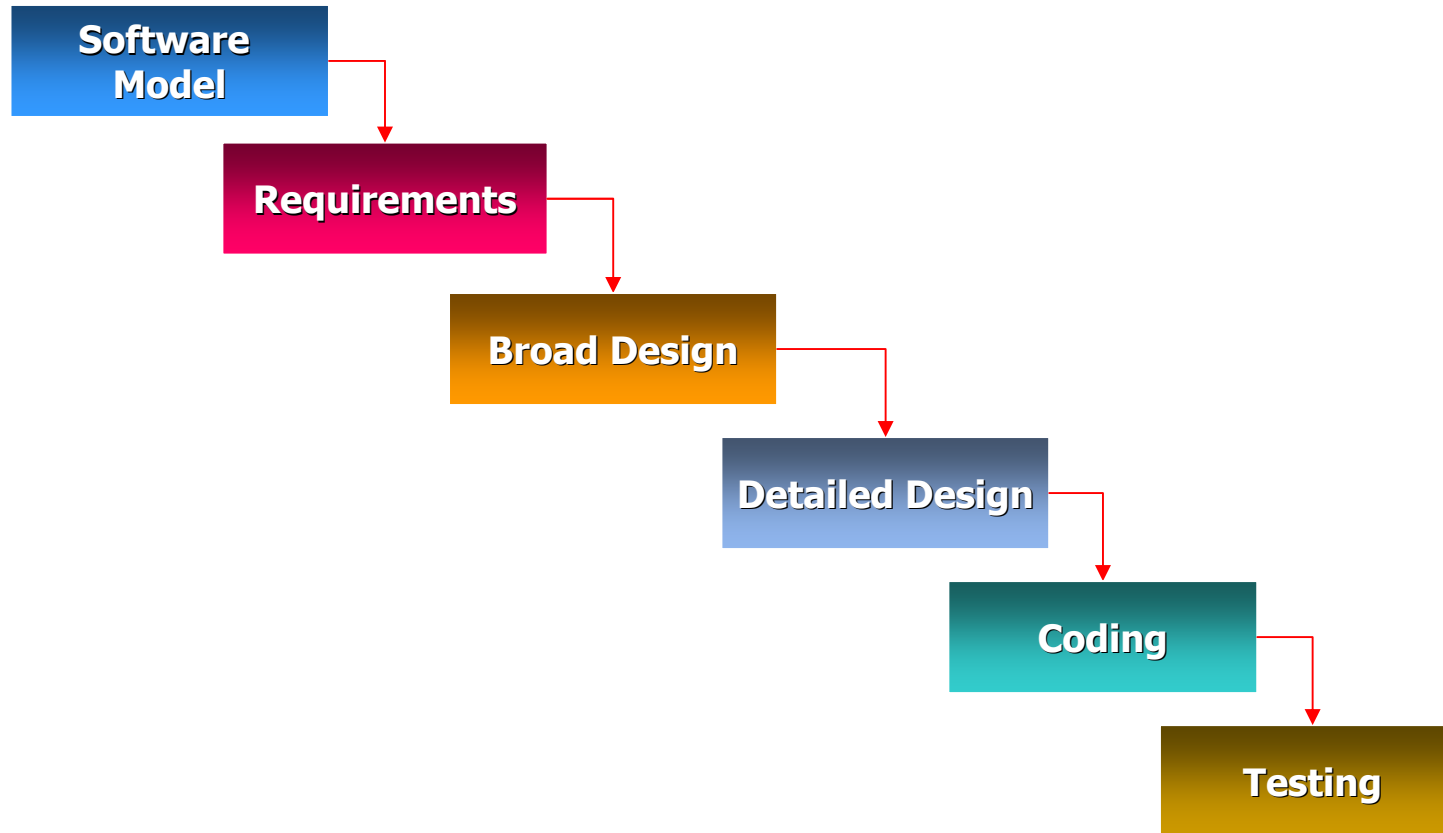 Software
Model
Requirements
Broad Design
Detailed Design
Coding
Testing